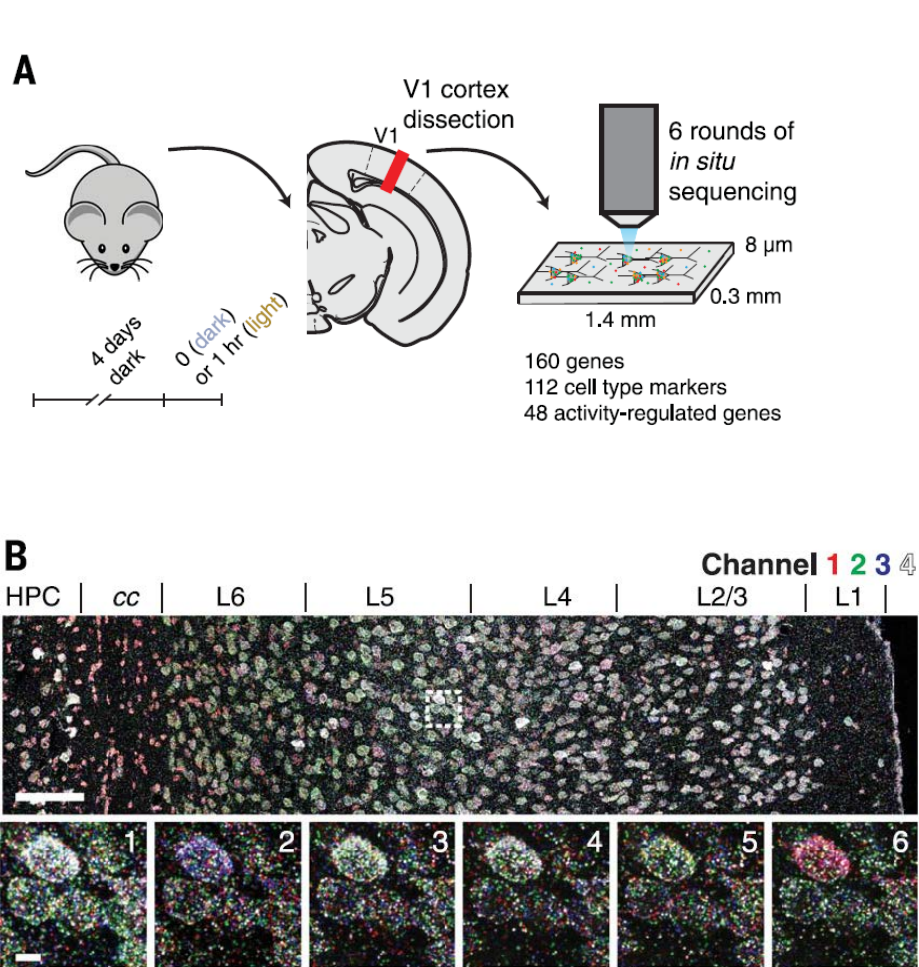 A
V1 cortex
dissection
V1
6 rounds of
in situ
sequencing
8 µm
0.3 mm
1.4 mm
4 days
dark
0 (dark)
or 1 hr (light)
160 genes
112 cell type markers
48 activity-regulated genes
B
Channel 1 2 3 4
HPC cc L6 L5 L4 L2/3 L1
1 2 3 4 5 6